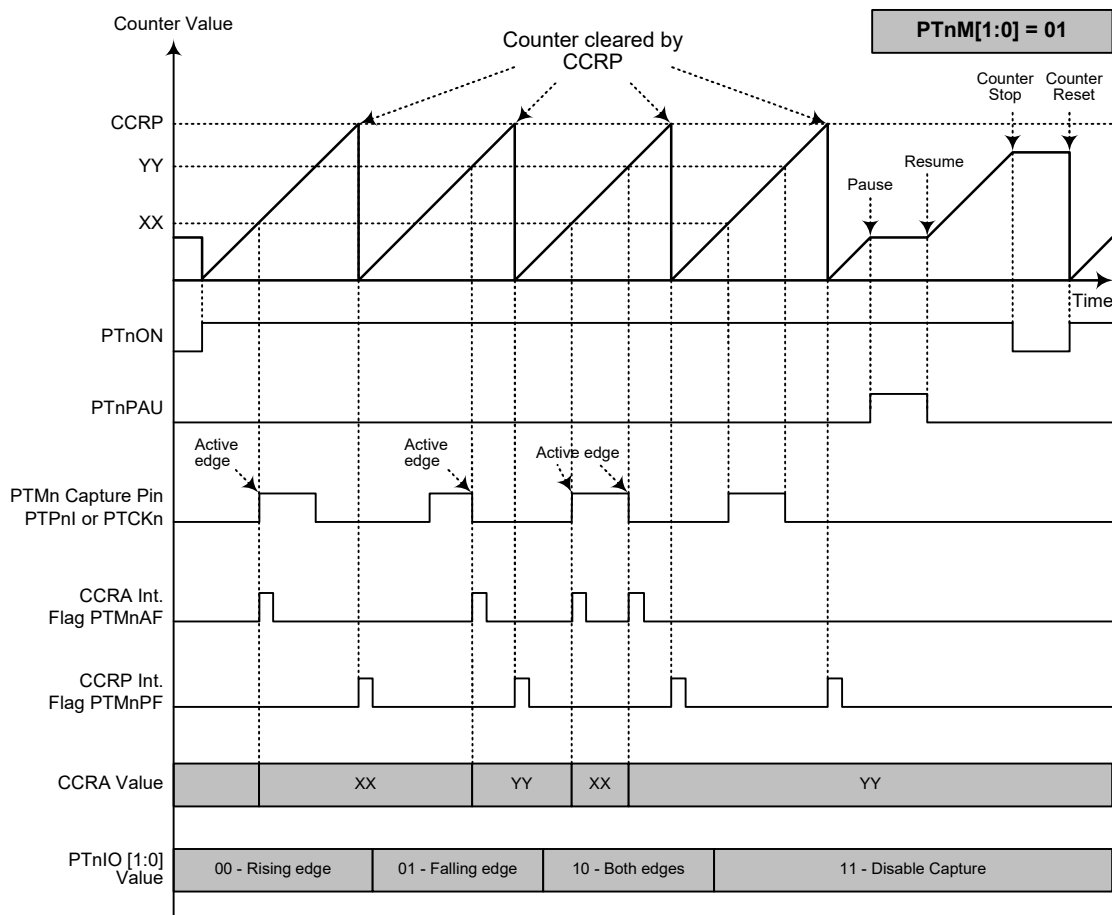 Counter Value
PTnM[1:0] = 01
Counter cleared by
CCRP
Counter
Stop
Counter
Reset
CCRP
YY
XX
Pause
Resume
Time
PTnON
PTnPAU
Active
edge
Active
edge
Active edge
PTMn Capture Pin
PTPnI or PTCKn
CCRA Int.
Flag PTMnAF
CCRP Int.
Flag PTMnPF
CCRA Value
XX
YY
XX
YY
PTnIO [1:0]
Value
00 - Rising edge
01 - Falling edge
10 - Both edges
11 - Disable Capture